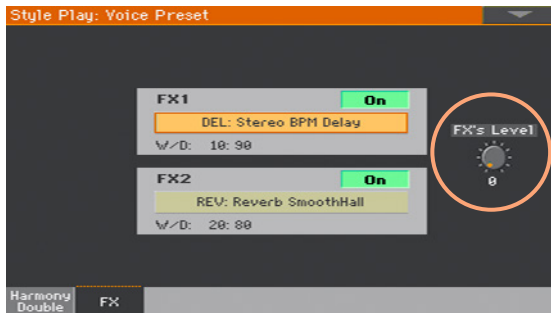 Style Play: Voice Preset
FX1
On
DEL: Stereo BPM Delay
W/D: 10:90
FX's Level
0
FX2
On
REV: Reverb SmoothHall
W/D: 20:80
Harmony
Double
FX